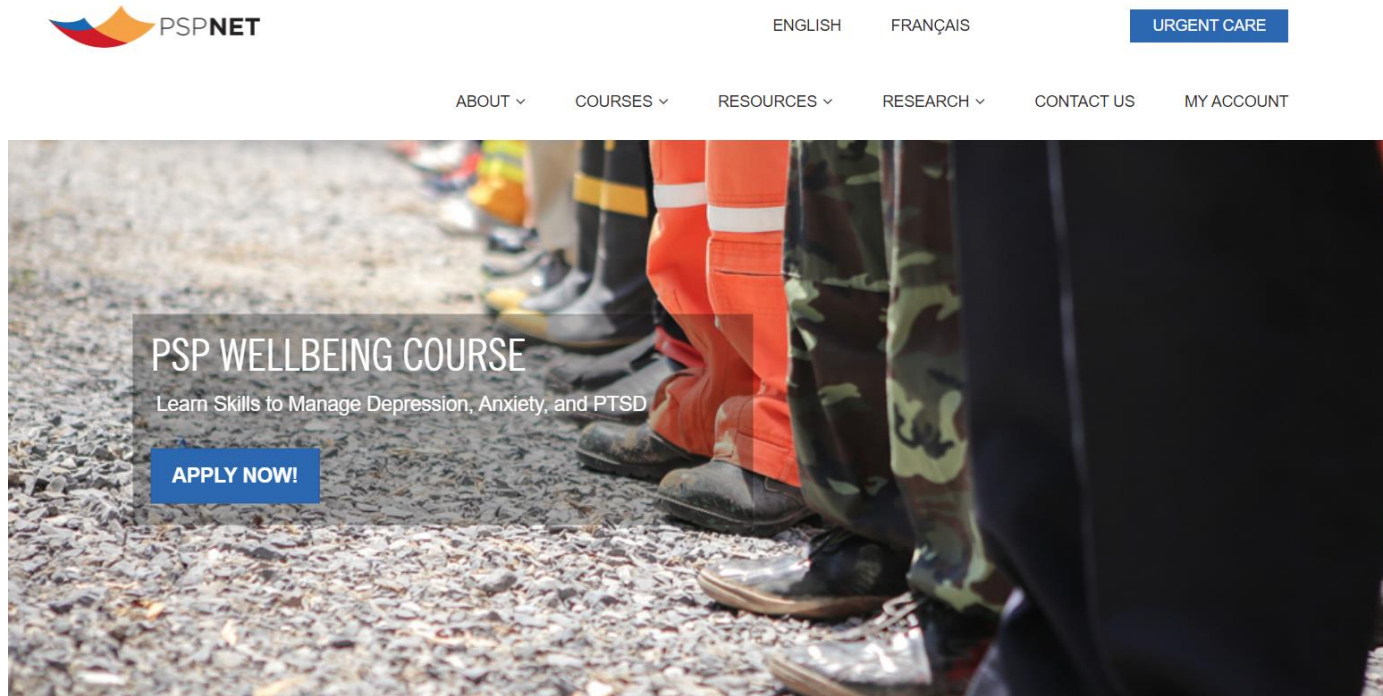 PSPNET
ENGLISH FRANÇAIS URGENT CARE
ABOUT COURSES RESOURCES RESEARCH CONTACT US MY ACCOUNT
PSP WELLBEING COURSE
Learn Skills to Manage Depression, Anxiety, and PTSD
APPLY NOW!